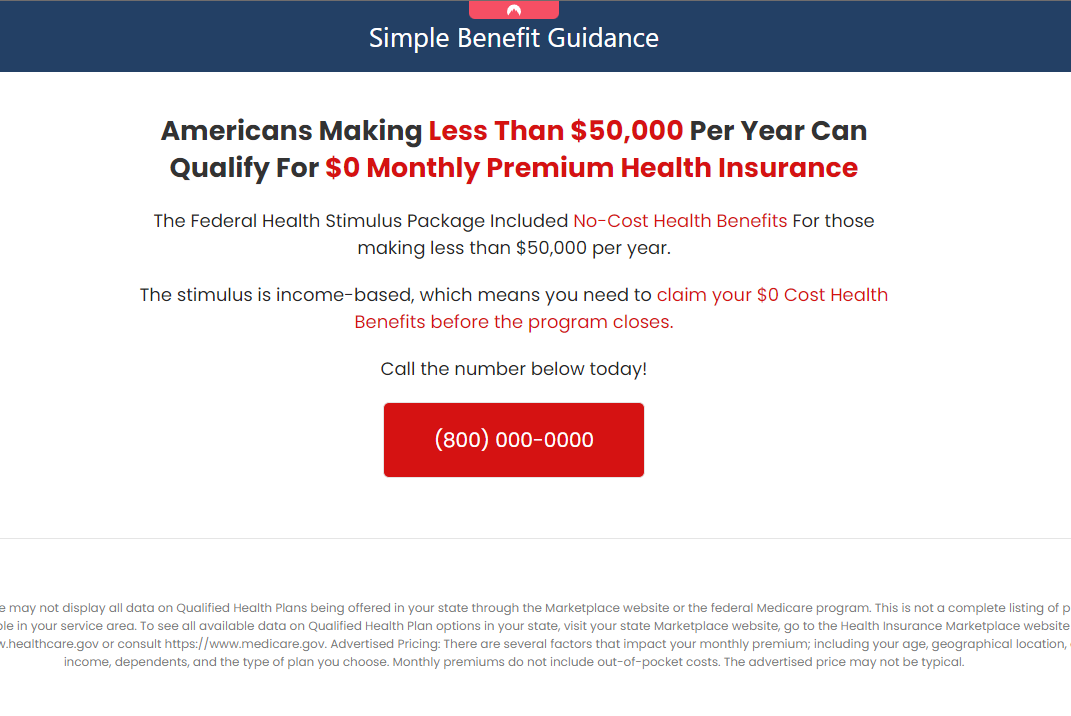 Simple Benefit Guidance
Americans Making Less Than $50,000 Per Year Can
Qualify For $0 Monthly Premium Health Insurance
The Federal Health Stimulus Package Included No-Cost Health Benefits For those
making less than $50,000 per year.
The stimulus is income-based, which means you need to claim your $0 Cost Health
Benefits before the program closes.
Call the number below today!
(800) 000-0000
may not display all data on Qualified Health Plans being offered in your state through the Marketplace website or the federal Medicare program. This is not a complete listing of
in your service area. To see all available data on Qualified Health Plan options in your state, visit your state Marketplace website, go to the Health Insurance Marketplace website
.healthcare.gov or consult https://www.medicare.gov. Advertised Pricing: There are several factors that impact your monthly premium; including your age, geographical location,
income, dependents, and the type of plan you choose. Monthly premiums do not include out-of-pocket costs. The advertised price may not be typical.